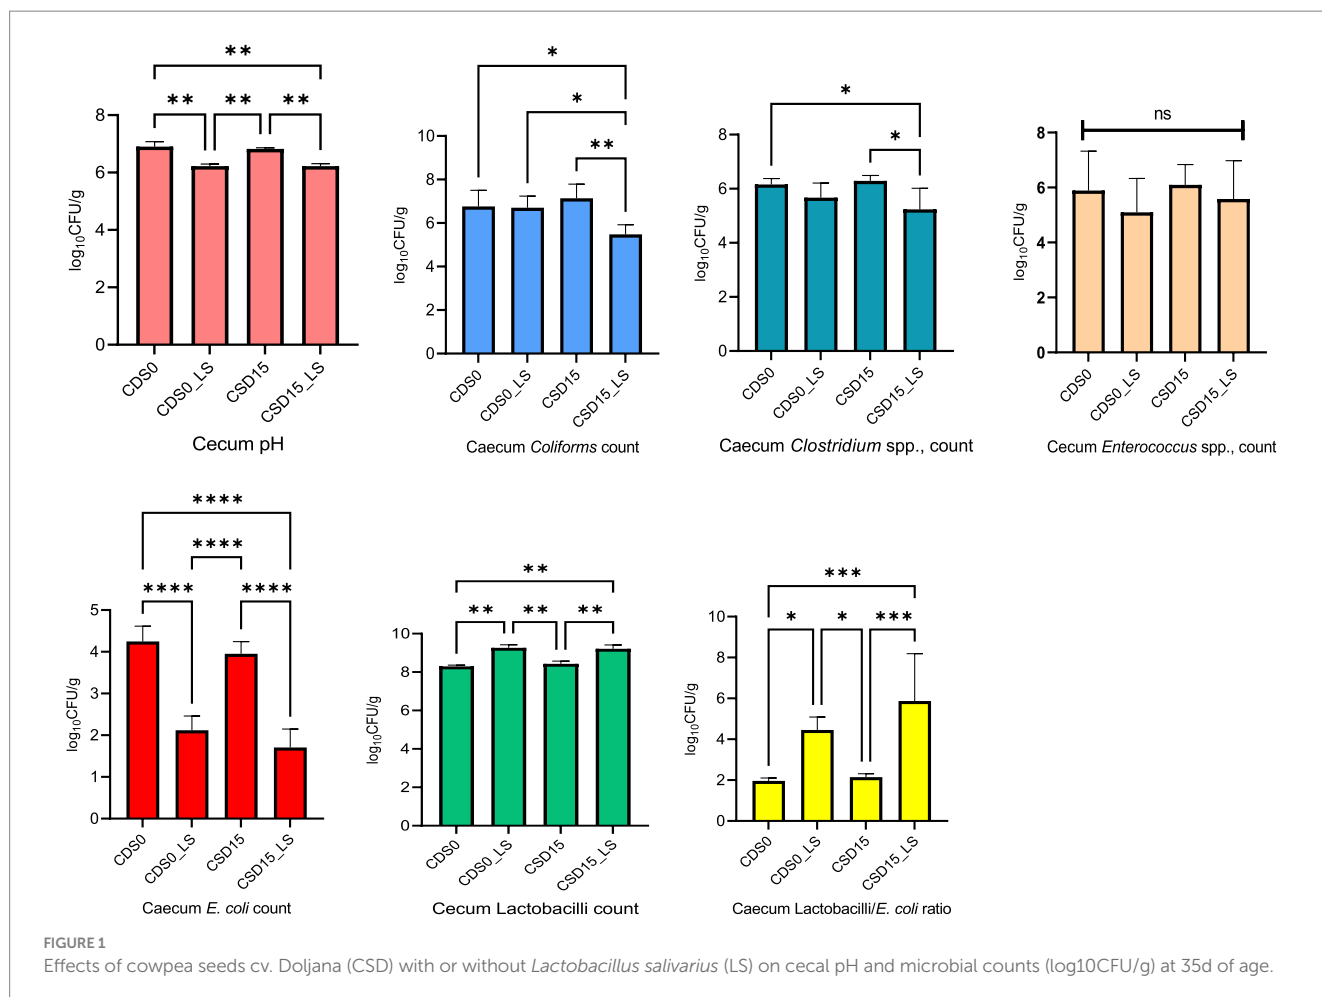 **
** ** **
8
6
4
2
0
log10CFU/g
CDS0
CDS0_LS
CSD15
CSD15_LS
Cecum pH
*
*
**
10
8
6
4
2
0
log10CFU/g
CDS0
CDS0_LS
CSD15
CSD15_LS
Caecum Coliforms count
*
*
8
6
4
2
0
log10CFU/g
CDS0
CDS0_LS
CSD15
CSD15_LS
Caecum Clostridium spp., count
ns
8
6
4
2
0
log10CFU/g
CDS0
CDS0_LS
CSD15
CSD15_LS
Cecum Enterococcus spp., count
****
****
**** ****
5
4
3
2
1
0
log10CFU/g
CDS0
CDS0_LS
CSD15
CSD15_LS
Caecum E. coli count
**
** ** **
10
8
6
4
2
0
log10CFU/g
CDS0
CDS0_LS
CSD15
CSD15_LS
Cecum Lactobacilli count
***
* * ***
10
8
6
4
2
0
log10CFU/g
CDS0
CDS0_LS
CSD15
CSD15_LS
Caecum Lactobacilli/E. coli ratio
FIGURE 1
Effects of cowpea seeds cv. Doljana (CSD) with or without Lactobacillus salivarius (LS) on cecal pH and microbial counts (log10CFU/g) at 35d of age.